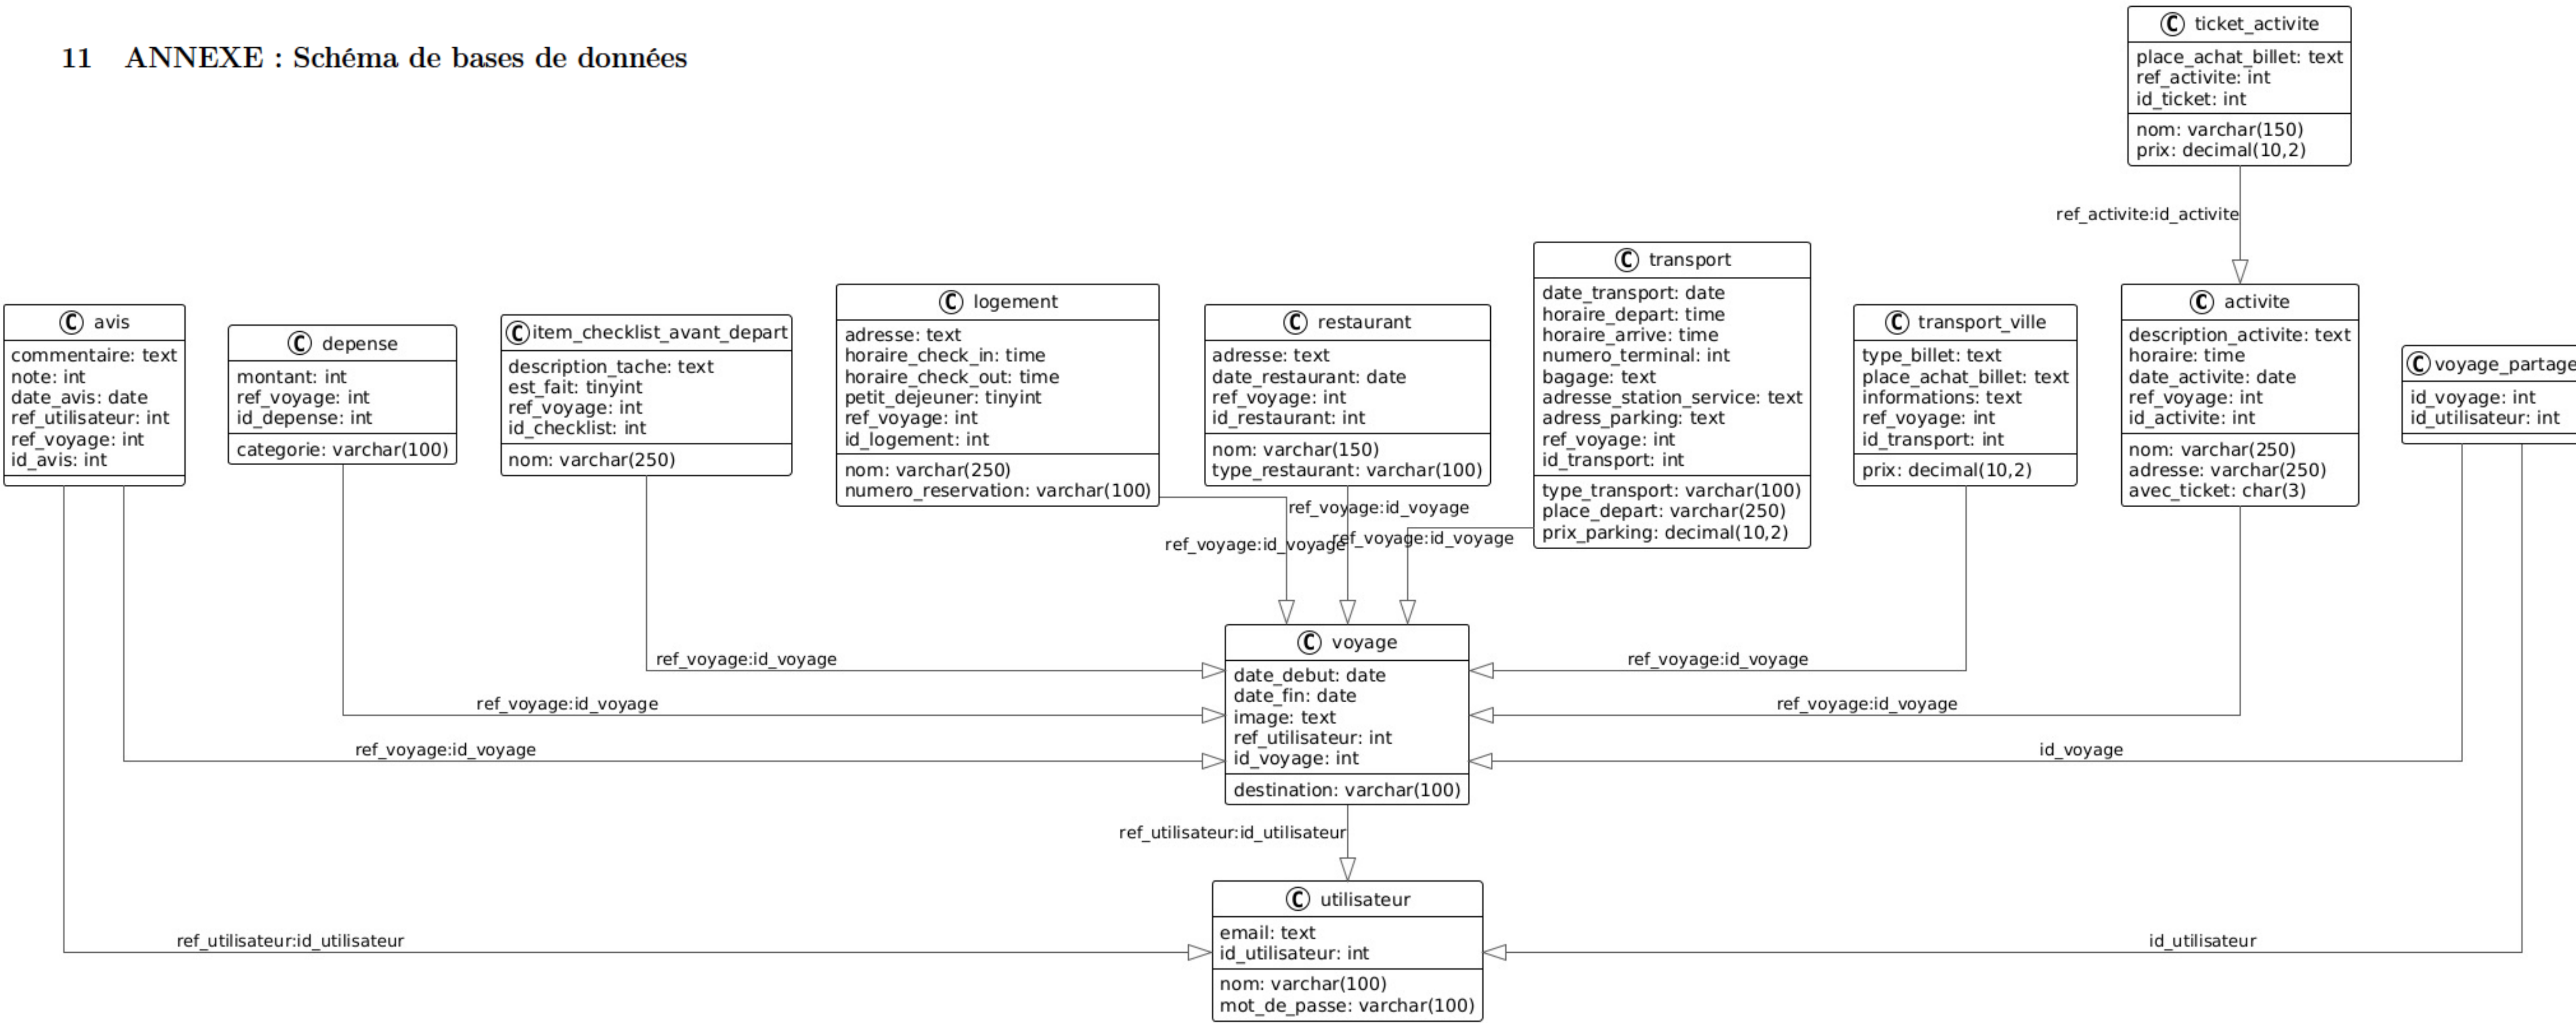 11 ANNEXE : Schéma de bases de données
C ticket_activite
place_achat_billet: text
ref_activite: int
id_ticket: int
nom: varchar(150)
prix: decimal(10,2)
ref_activite:id_activite
C avis
commentaire: text
note: int
date_avis: date
ref_utilisateur: int
ref_voyage: int
id_avis: int
C depense
montant: int
ref_voyage: int
id_depense: int
categorie: varchar(100)
C item_checklist_avant_depart
description_tache: text
est_fait: tinyint
ref_voyage: int
id_checklist: int
nom: varchar(250)
C logement
adresse: text
horaire_check_in: time
horaire_check_out: time
petit_dejeuner: tinyint
ref_voyage: int
id_logement: int
nom: varchar(250)
numero_reservation: varchar(100)
C restaurant
adresse: text
date_restaurant: date
ref_voyage: int
id_restaurant: int
nom: varchar(150)
type_restaurant: varchar(100)
C transport
date_transport: date
horaire_depart: time
horaire_arrive: time
numero_terminal: int
bagage: text
adresse_station_service: text
adress_parking: text
ref_voyage: int
id_transport: int
type_transport: varchar(100)
place_depart: varchar(250)
prix_parking: decimal(10,2)
C transport_ville
type_billet: text
place_achat_billet: text
informations: text
ref_voyage: int
id_transport: int
prix: decimal(10,2)
C activite
description_activite: text
horaire: time
date_activite: date
ref_voyage: int
id_activite: int
nom: varchar(250)
adresse: varchar(250)
avec_ticket: char(3)
C voyage_partage
id_voyage: int
id_utilisateur: int
ref_voyage:id_voyage
ref_voyage:id_voyage
ref_voyage:id_voyage
ref_voyage:id_voyage
ref_voyage:id_voyage
ref_voyage:id_voyage
ref_voyage:id_voyage
ref_voyage:id_voyage
id_voyage
C voyage
date_debut: date
date_fin: date
image: text
ref_utilisateur: int
id_voyage: int
destination: varchar(100)
ref_utilisateur:id_utilisateur
C utilisateur
email: text
id_utilisateur: int
nom: varchar(100)
mot_de_passe: varchar(100)
ref_utilisateur:id_utilisateur
id_utilisateur